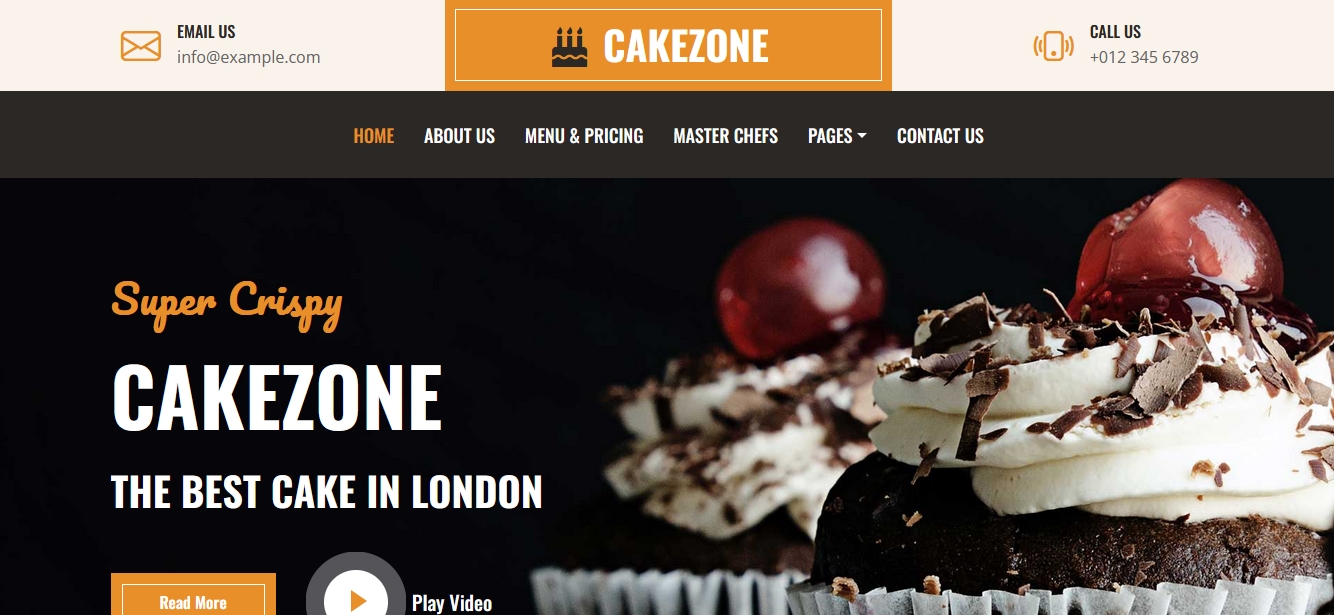 EMAIL US
info@example.com
CAKEZONE
CALL US
+012 345 6789
HOME ABOUT US MENU & PRICING MASTER CHEFS PAGES CONTACT US
Super Crispy
CAKEZONE
THE BEST CAKE IN LONDON
Read More
Play Video